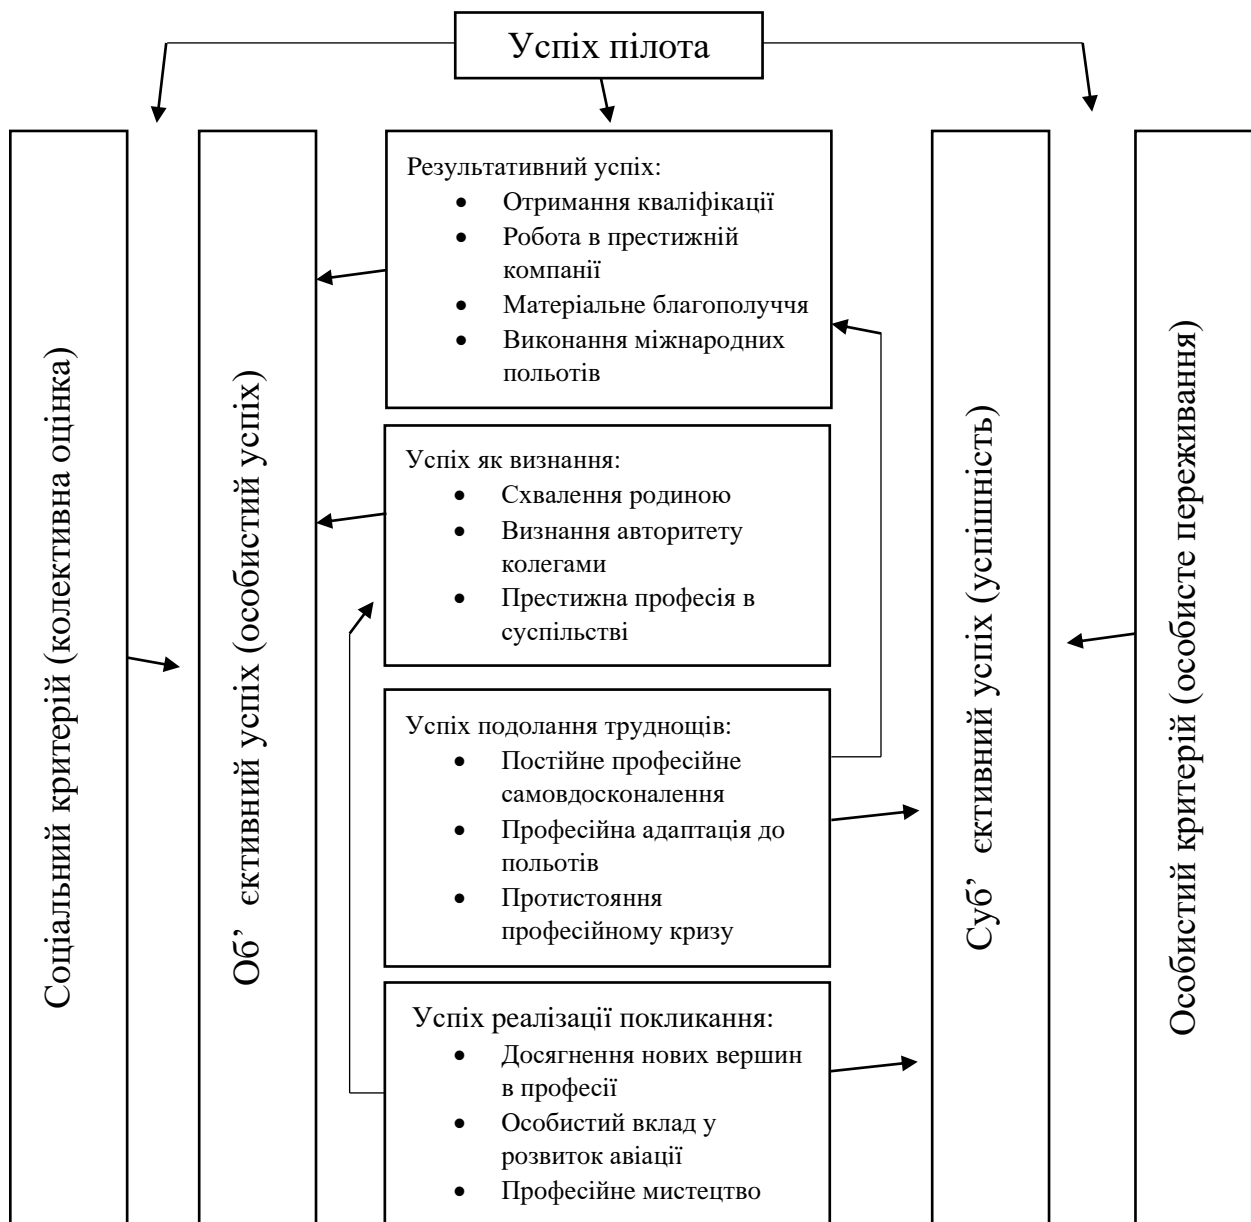 Успіх пілота
Соціальний критерій (колективна оцінка)
Об’ єктивний успіх (особистий успіх)
Результативний успіх:
• Отримання кваліфікації
• Робота в престижній
компанії
• Матеріальне благополуччя
• Виконання міжнародних
польотів
Успіх як визнання:
• Схвалення родиною
• Визнання авторитету
колегами
• Престижна професія в
суспільстві
Успіх подолання труднощів:
• Постійне професійне
самовдосконалення
• Професійна адаптація до
польотів
• Протистояння
професійному кризу
Успіх реалізації покликання:
• Досягнення нових вершин
в професії
• Особистий вклад у
розвиток авіації
• Професійне мистецтво
Суб’ єктивний успіх (успішність)
Особистий критерій (особисте переживання)